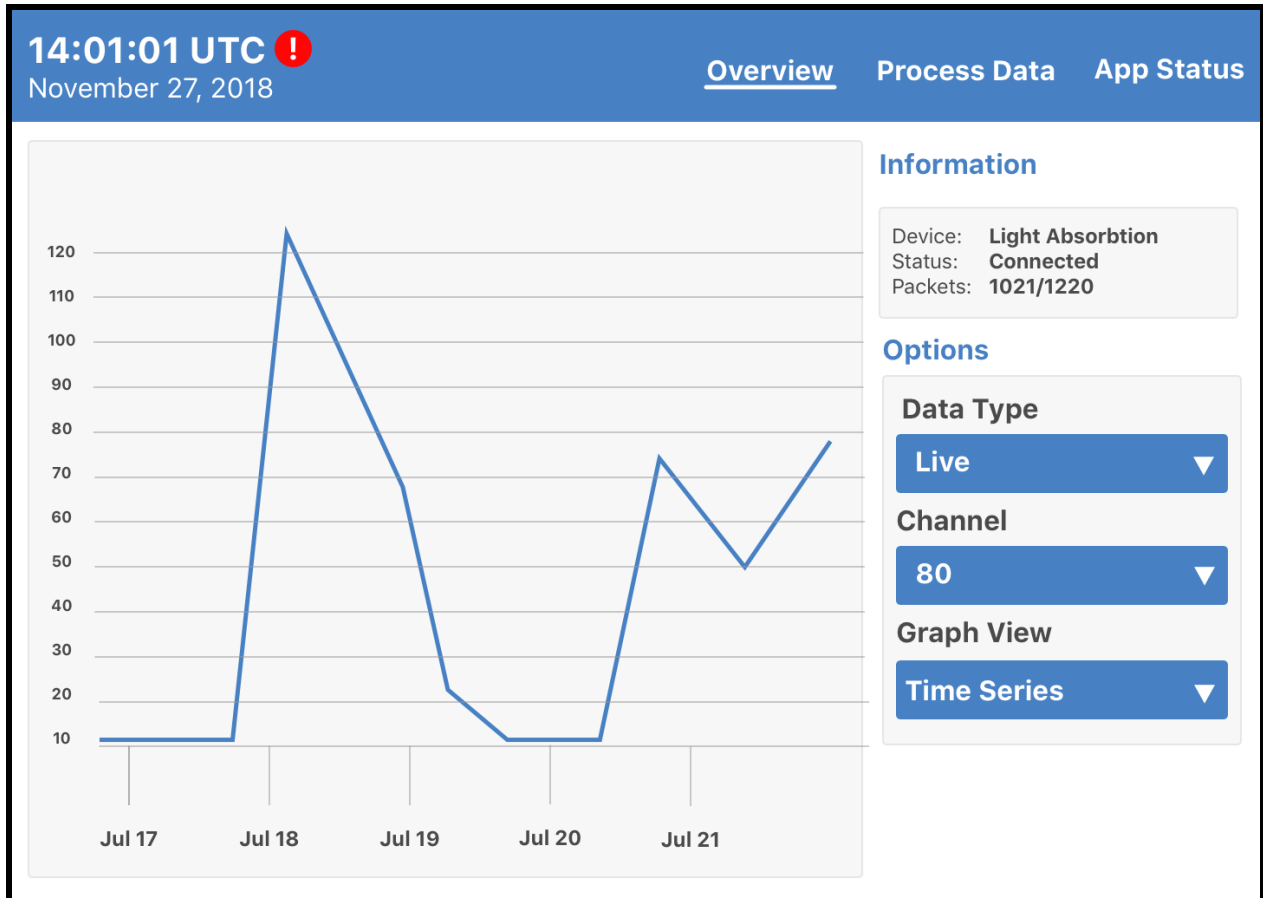 14:01:01 UTC !
November 27, 2018
Overview Process Data App Status
120
110
100
90
80
70
60
50
40
30
20
10
Jul 17 Jul 18 Jul 19 Jul 20 Jul 21
Information
Device: Light Absorbtion
Status: Connected
Packets: 1021/1220
Options
Data Type
Live
Channel
80
Graph View
Time Series